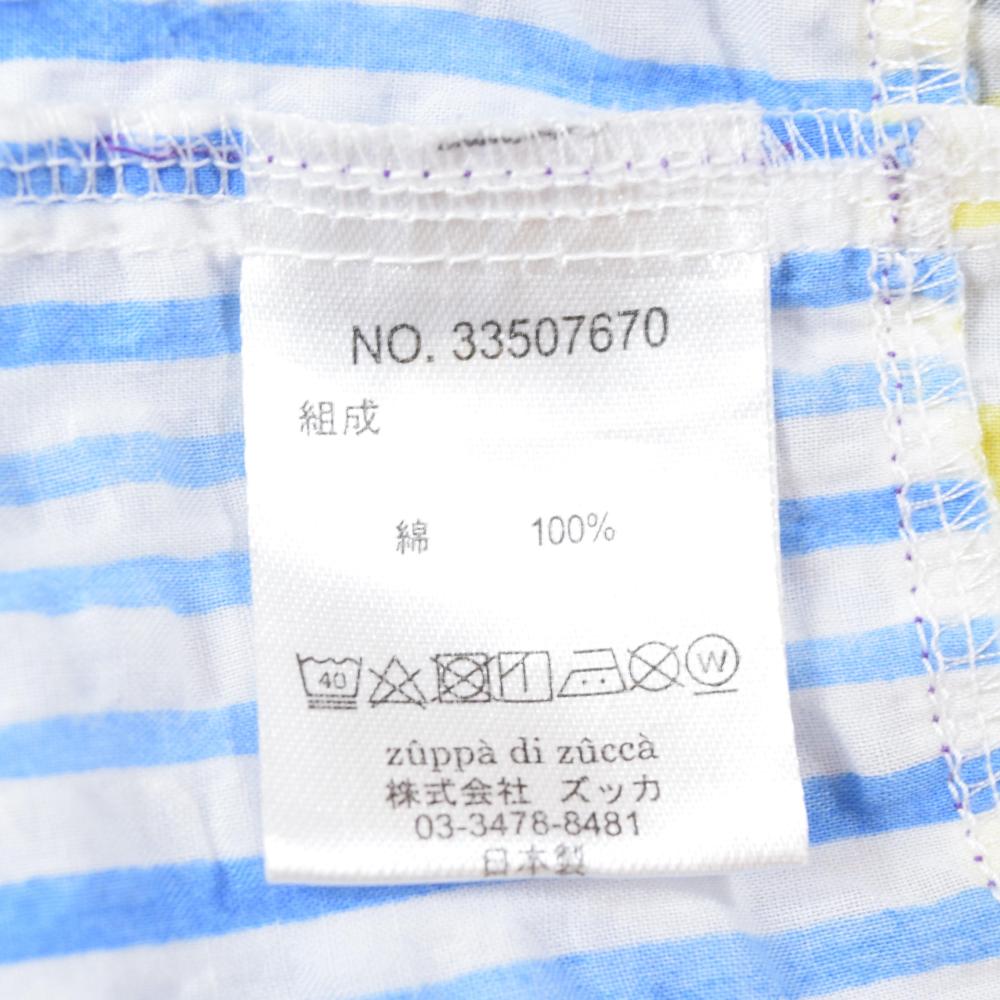 NO. 33507670
組成
綿 100%
40 W
zûppà di zûccà
株式会社 ズッカ
03-3478-8481
日本製